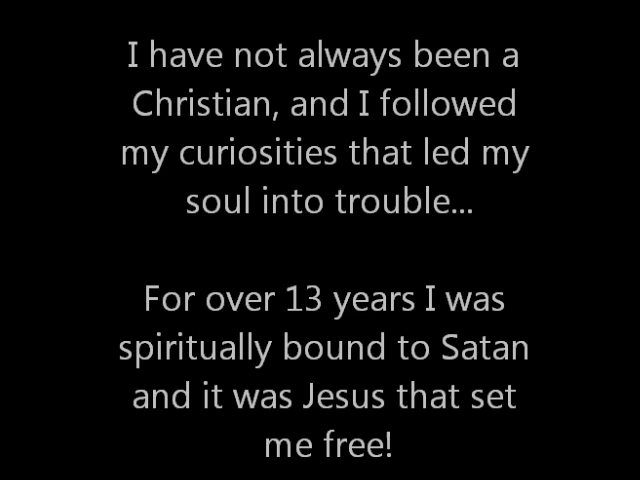 I have not always been a
Christian, and I followed
my curiosities that led my
soul into trouble...
For over 13 years I was
spiritually bound to Satan
and it was Jesus that set
me free!